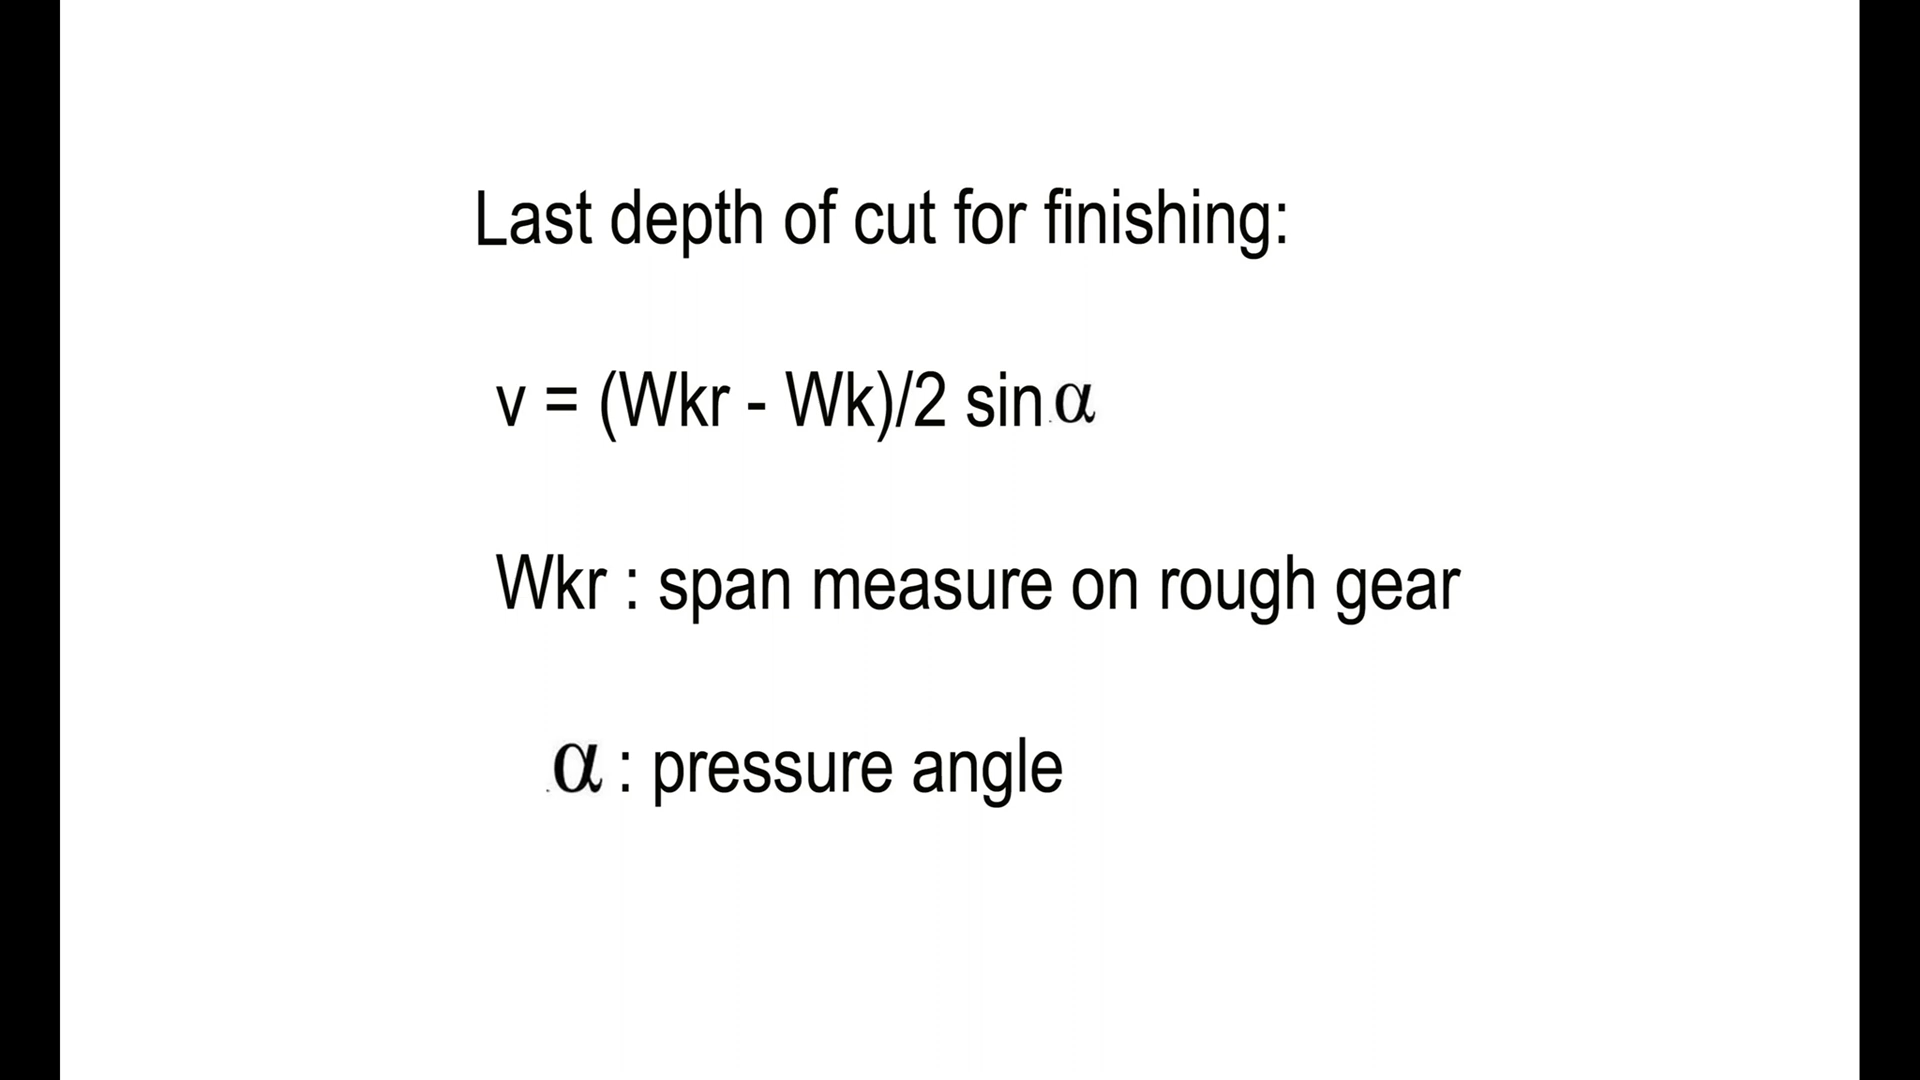 Last depth of cut for finishing:
v = (Wkr - Wk)/2 sin α
Wkr : span measure on rough gear
α : pressure angle